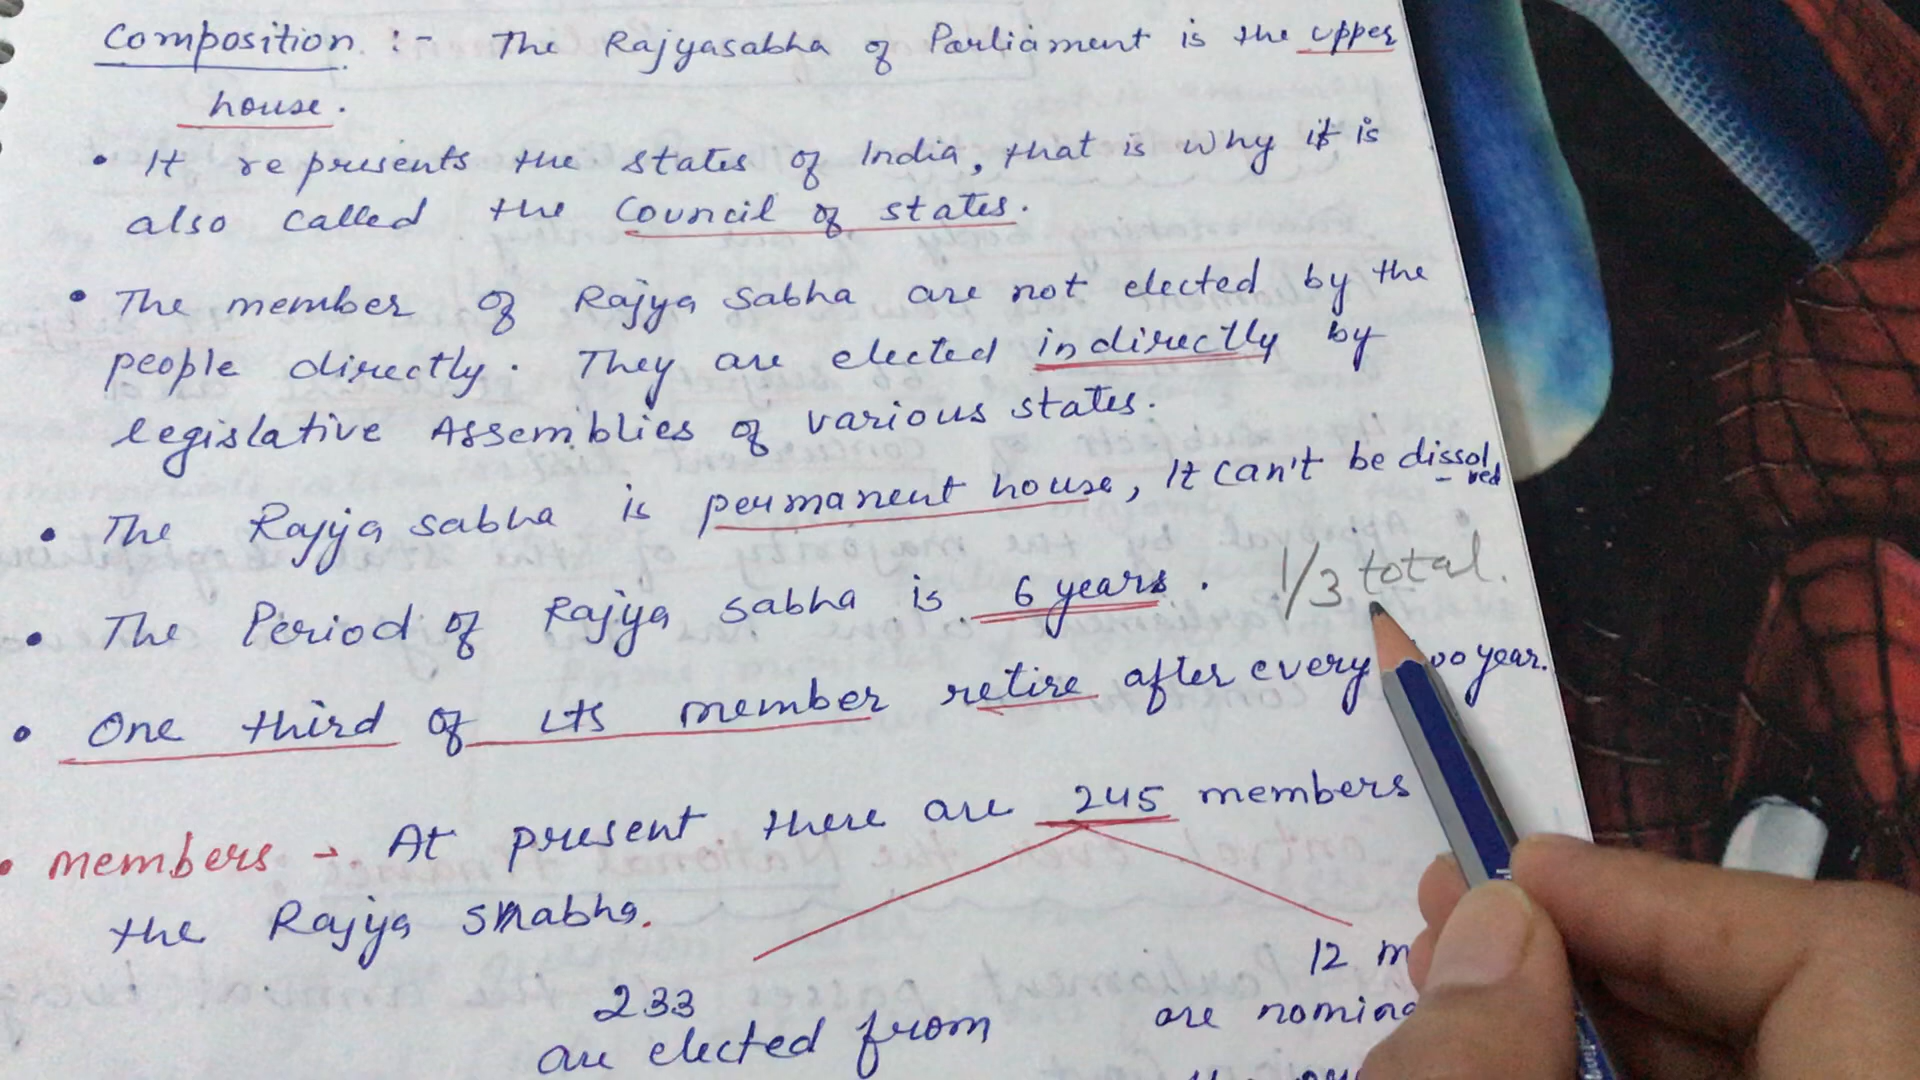 Composition :- The Rajyasabha of Parliament is the upper
house.
• It represents the states of India, that is why it is
also called the Council of states.
• The member of Rajya Sabha are not elected by the
people directly. They are elected indirectly by
legislative Assemblies of various states.
• The Rajya sabha is permanent house, It can't be dissol
- ved
• The Period of Rajya sabha is 6 years. 1/3 total.
• One third of its member retire after every year.
• members - At present there are 245 members
the Rajya Sabha.
233 12
are elected from are